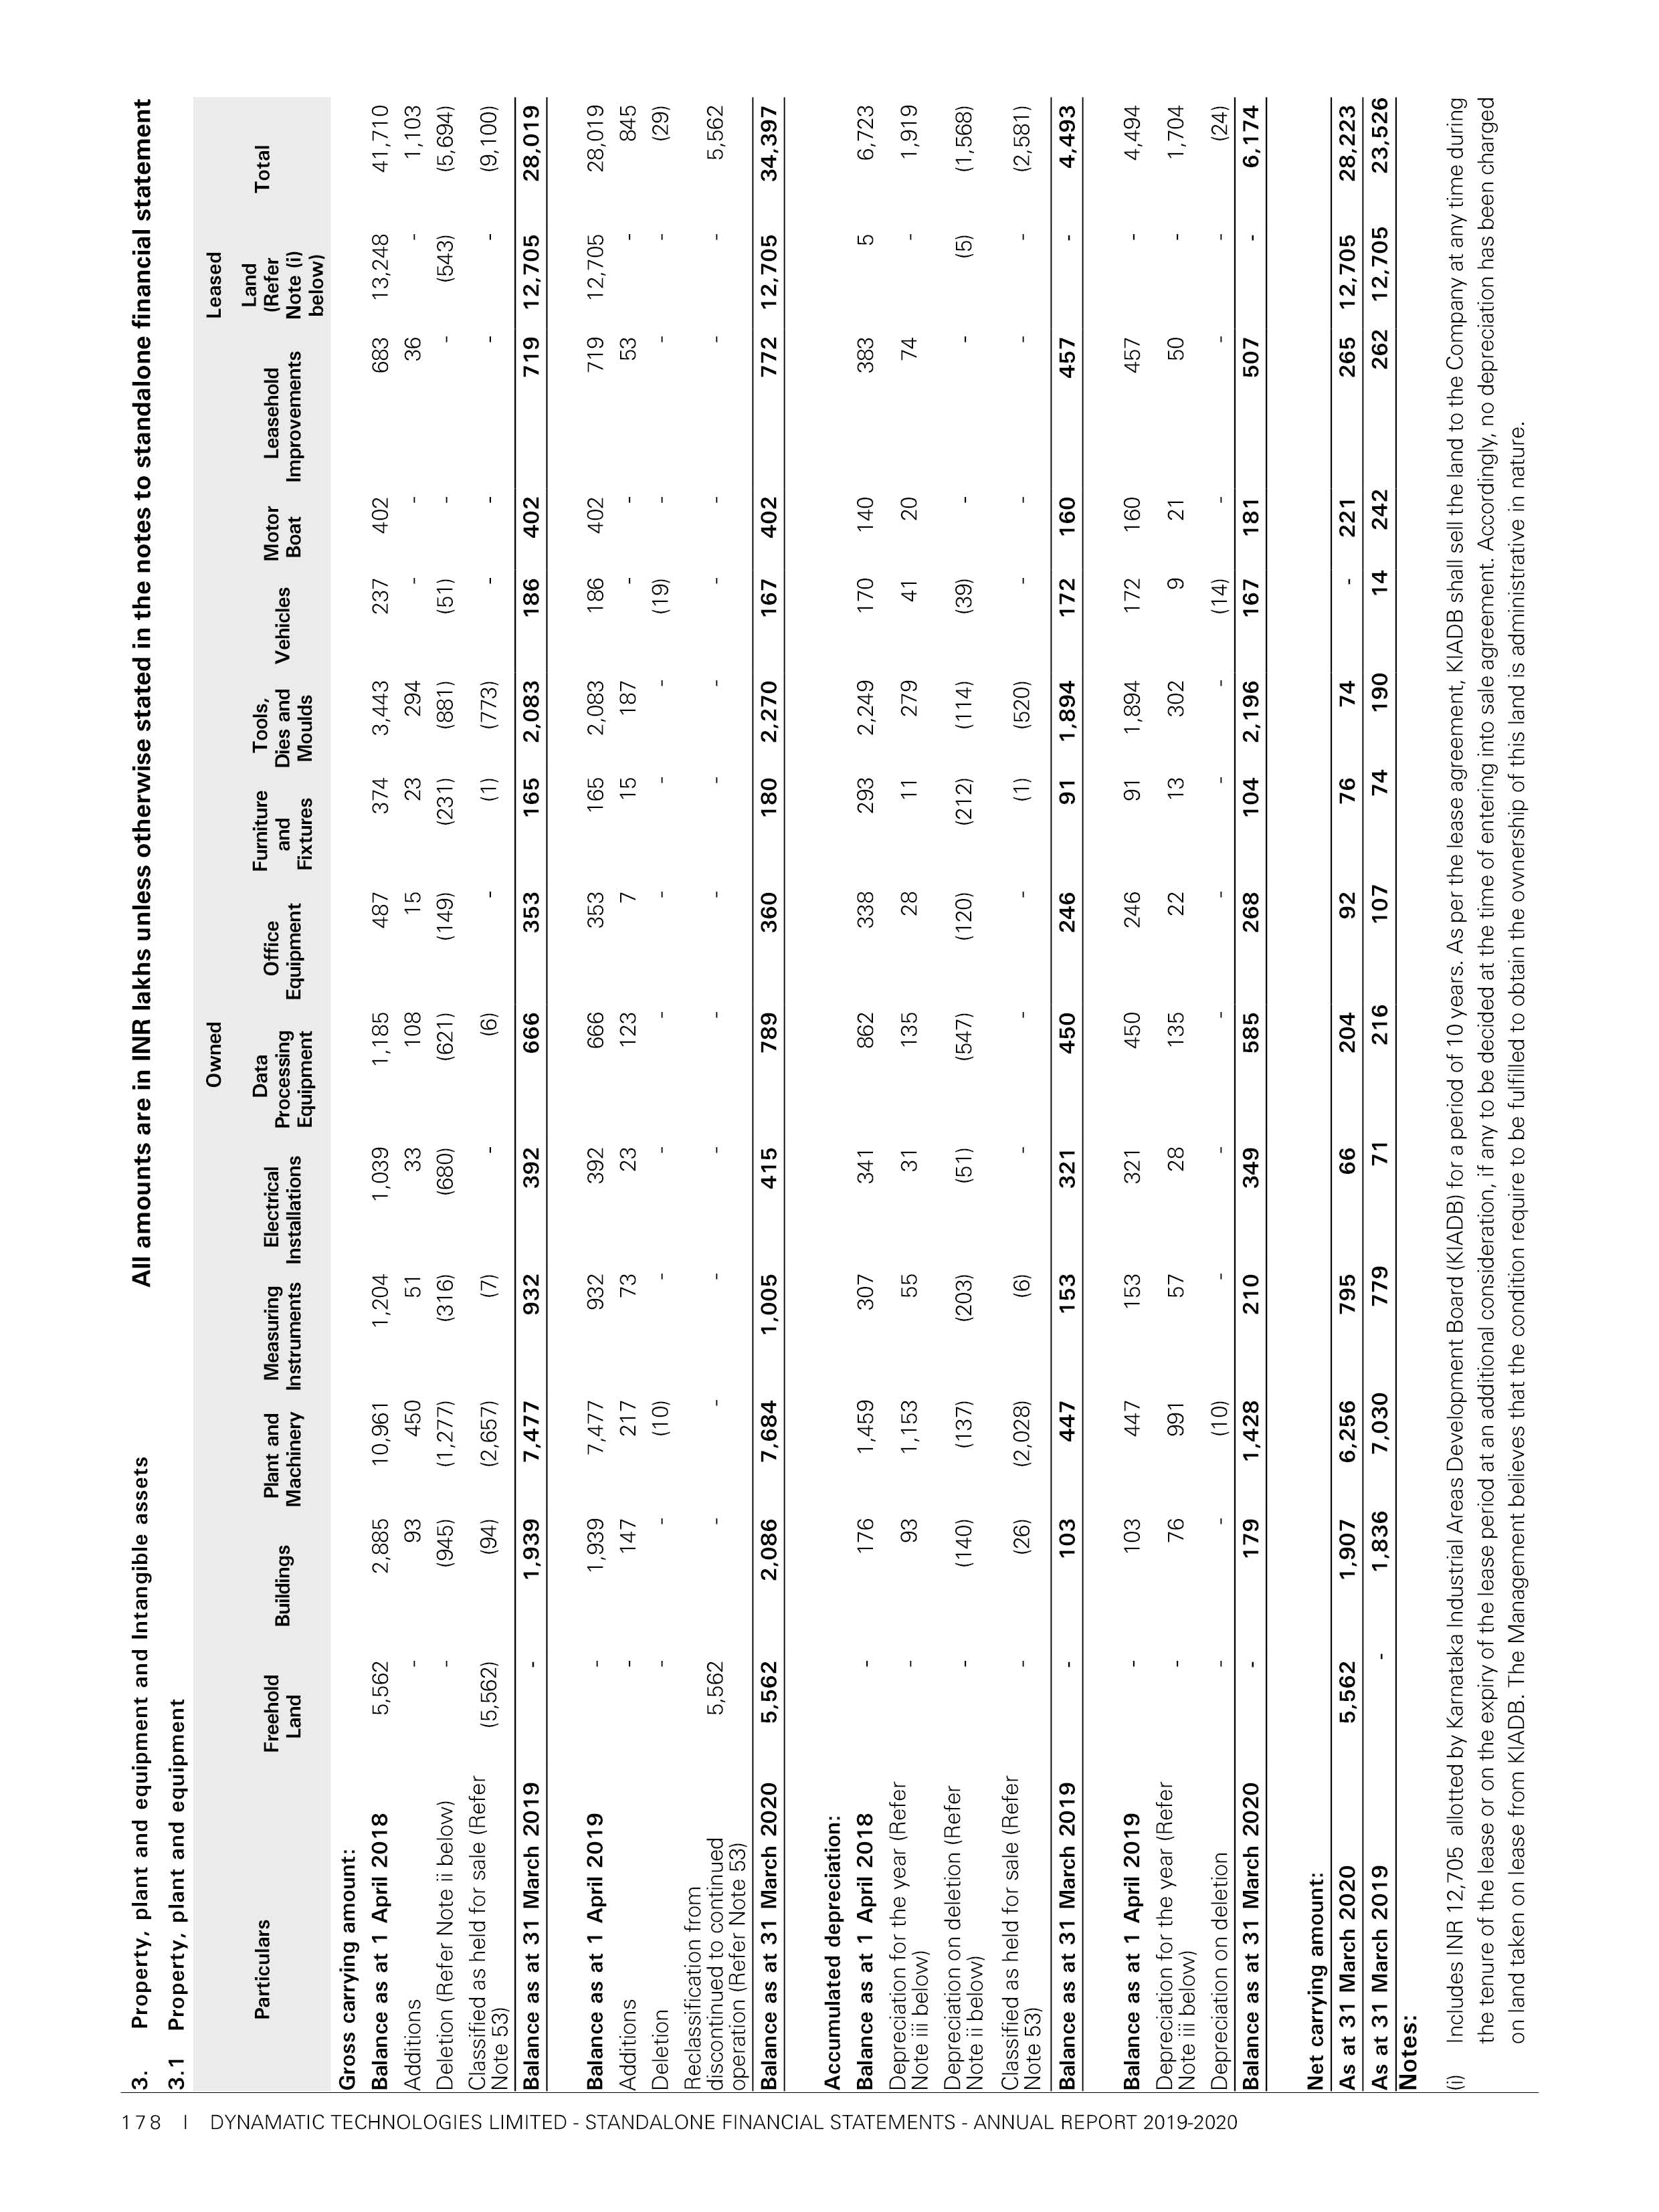 3. Property, plant and equipment and Intangible assets All amounts are in INR lakhs unless otherwise stated in the notes to standalone financial statement
3.1 Property, plant and equipment
Owned Leased
Particulars Freehold Land Buildings Plant and Machinery Measuring Instruments Electrical Installations Data Processing Equipment Office Equipment Furniture and Fixtures Tools, Dies and Moulds Vehicles Motor Boat Leasehold Improvements Land (Refer Note (i) below) Total
Gross carrying amount:
Balance as at 1 April 2018 5,562 2,885 10,961 1,204 1,039 1,185 487 374 3,443 237 402 683 13,248 41,710
Additions - 93 450 51 33 108 15 23 294 - - 36 - 1,103
Deletion (Refer Note ii below) - (945) (1,277) (316) (680) (621) (149) (231) (881) (51) - - (543) (5,694)
Classified as held for sale (Refer Note 53) (5,562) (94) (2,657) (7) - (6) - (1) (773) - - - - (9,100)
Balance as at 31 March 2019 - 1,939 7,477 932 392 666 353 165 2,083 186 402 719 12,705 28,019
Balance as at 1 April 2019 - 1,939 7,477 932 392 666 353 165 2,083 186 402 719 12,705 28,019
Additions - 147 217 73 23 123 7 15 187 - - 53 - 845
Deletion - - (10) - - - - - - (19) - - - (29)
Reclassification from
discontinued to continued
operation (Refer Note 53) 5,562 - - - - - - - - - - - - 5,562
Balance as at 31 March 2020 5,562 2,086 7,684 1,005 415 789 360 180 2,270 167 402 772 12,705 34,397
Accumulated depreciation:
Balance as at 1 April 2018 - 176 1,459 307 341 862 338 293 2,249 170 140 383 5 6,723
Depreciation for the year (Refer Note iii below) - 93 1,153 55 31 135 28 11 279 41 20 74 - 1,919
Depreciation on deletion (Refer Note ii below) - (140) (137) (203) (51) (547) (120) (212) (114) (39) - - (5) (1,568)
Classified as held for sale (Refer Note 53) - (26) (2,028) (6) - - - (1) (520) - - - - (2,581)
Balance as at 31 March 2019 - 103 447 153 321 450 246 91 1,894 172 160 457 - 4,493
Balance as at 1 April 2019 - 103 447 153 321 450 246 91 1,894 172 160 457 - 4,494
Depreciation for the year (Refer Note iii below) - 76 991 57 28 135 22 13 302 9 21 50 - 1,704
Depreciation on deletion - - (10) - - - - - - (14) - - - (24)
Balance as at 31 March 2020 - 179 1,428 210 349 585 268 104 2,196 167 181 507 - 6,174
Net carrying amount:
As at 31 March 2020 5,562 1,907 6,256 795 66 204 92 76 74 - 221 265 12,705 28,223
As at 31 March 2019 - 1,836 7,030 779 71 216 107 74 190 14 242 262 12,705 23,526
Notes:
(i) Includes INR 12,705 allotted by Karnataka Industrial Areas Development Board (KIADB) for a period of 10 years. As per the lease agreement, KIADB shall sell the land to the Company at any time during
the tenure of the lease or on the expiry of the lease period at an additional consideration, if any to be decided at the time of entering into sale agreement. Accordingly, no depreciation has been charged
on land taken on lease from KIADB. The Management believes that the condition require to be fulfilled to obtain the ownership of this land is administrative in nature.
178 I DYNAMATIC TECHNOLOGIES LIMITED - STANDALONE FINANCIAL STATEMENTS - ANNUAL REPORT 2019-2020